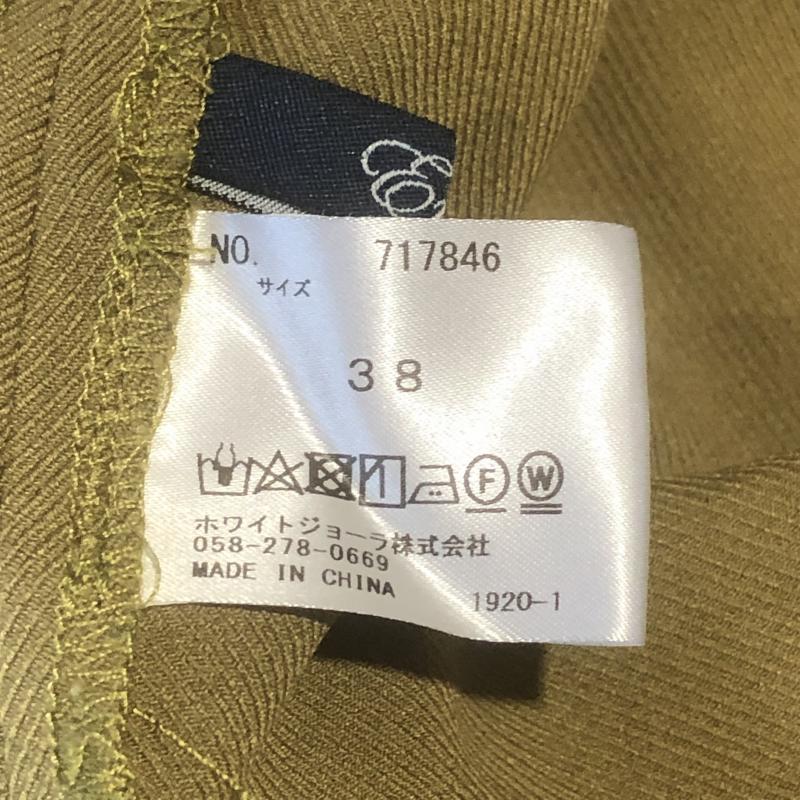 NO. 717846
サイズ
38
F W
ホワイトジョーラ株式会社
058-278-0669
MADE IN CHINA
1920-1